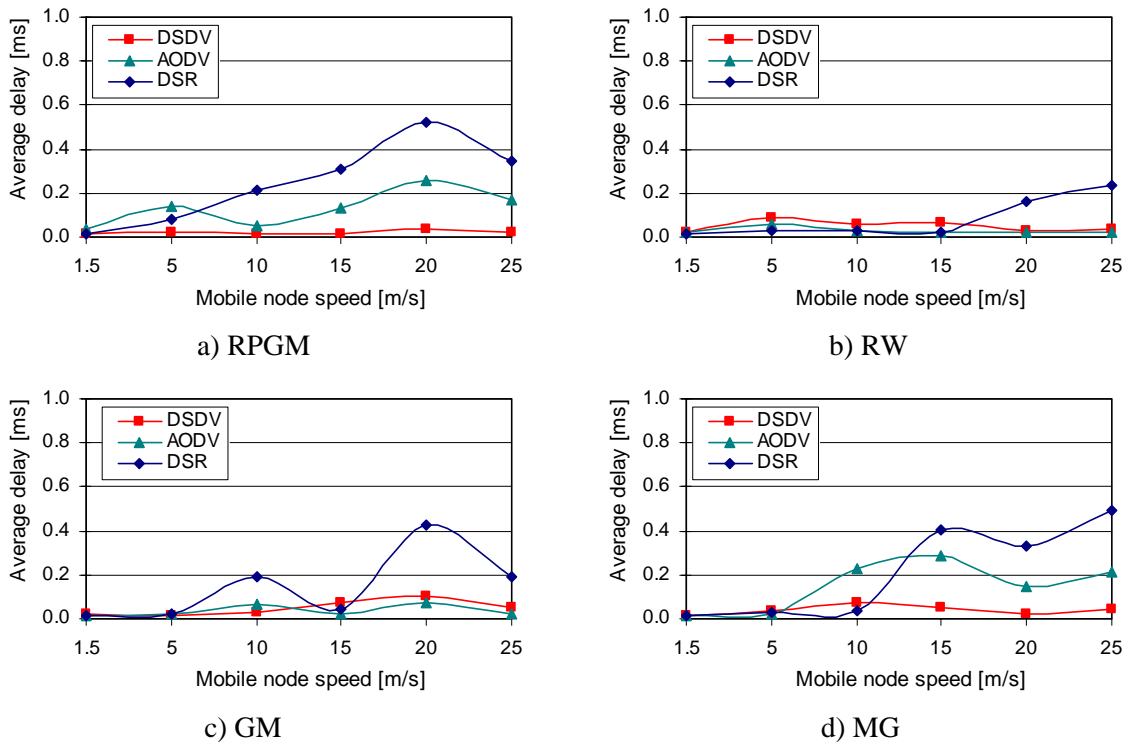 Average delay [ms]
1.0
0.8
0.6
0.4
0.2
0.0
DSDV
AODV
DSR
1.5 5 10 15 20 25
Mobile node speed [m/s]
a) RPGM
Average delay [ms]
1.0
0.8
0.6
0.4
0.2
0.0
DSDV
AODV
DSR
1.5 5 10 15 20 25
Mobile node speed [m/s]
b) RW
Average delay [ms]
1.0
0.8
0.6
0.4
0.2
0.0
DSDV
AODV
DSR
1.5 5 10 15 20 25
Mobile node speed [m/s]
c) GM
Average delay [ms]
1.0
0.8
0.6
0.4
0.2
0.0
DSDV
AODV
DSR
1.5 5 10 15 20 25
Mobile node speed [m/s]
d) MG